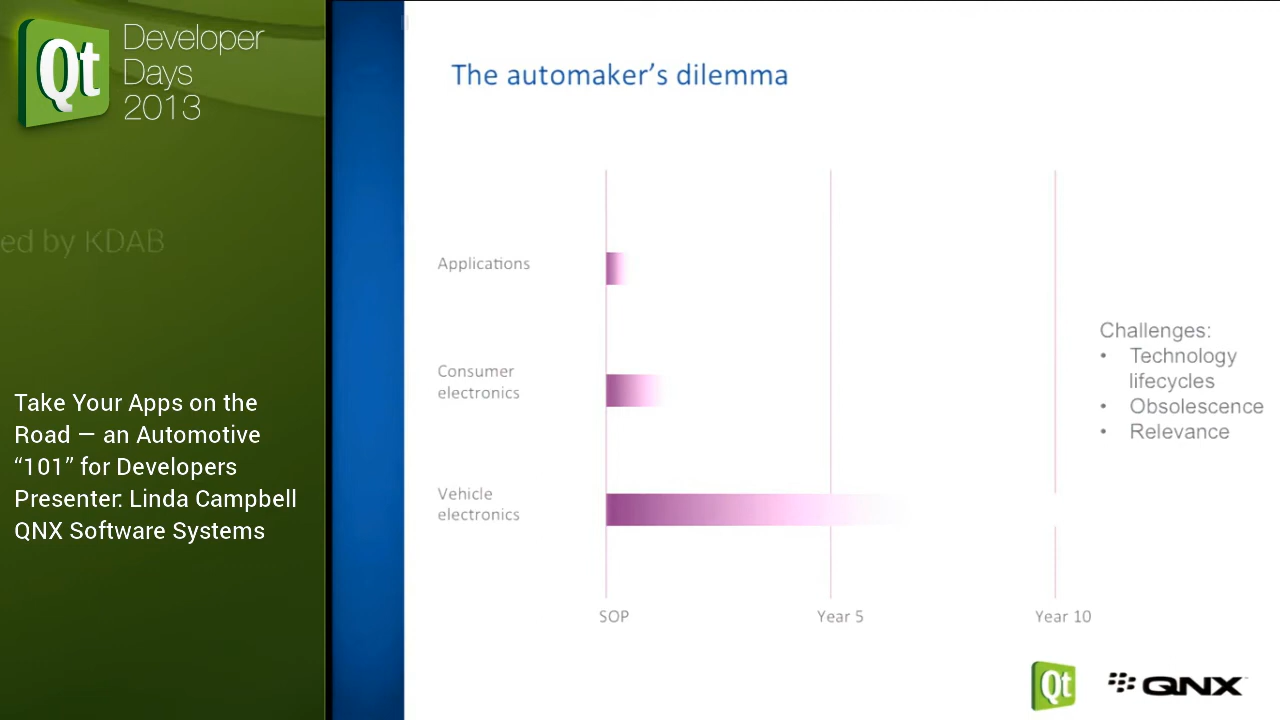 Qt
Developer
Days
2013
ed by KDAB
Take Your Apps on the
Road — an Automotive
“101” for Developers
Presenter: Linda Campbell
QNX Software Systems
The automaker’s dilemma
Applications
Consumer
electronics
Vehicle
electronics
SOP
Year 5
Year 10
Challenges:
• Technology
lifecycles
• Obsolescence
• Relevance
Qt
QNX